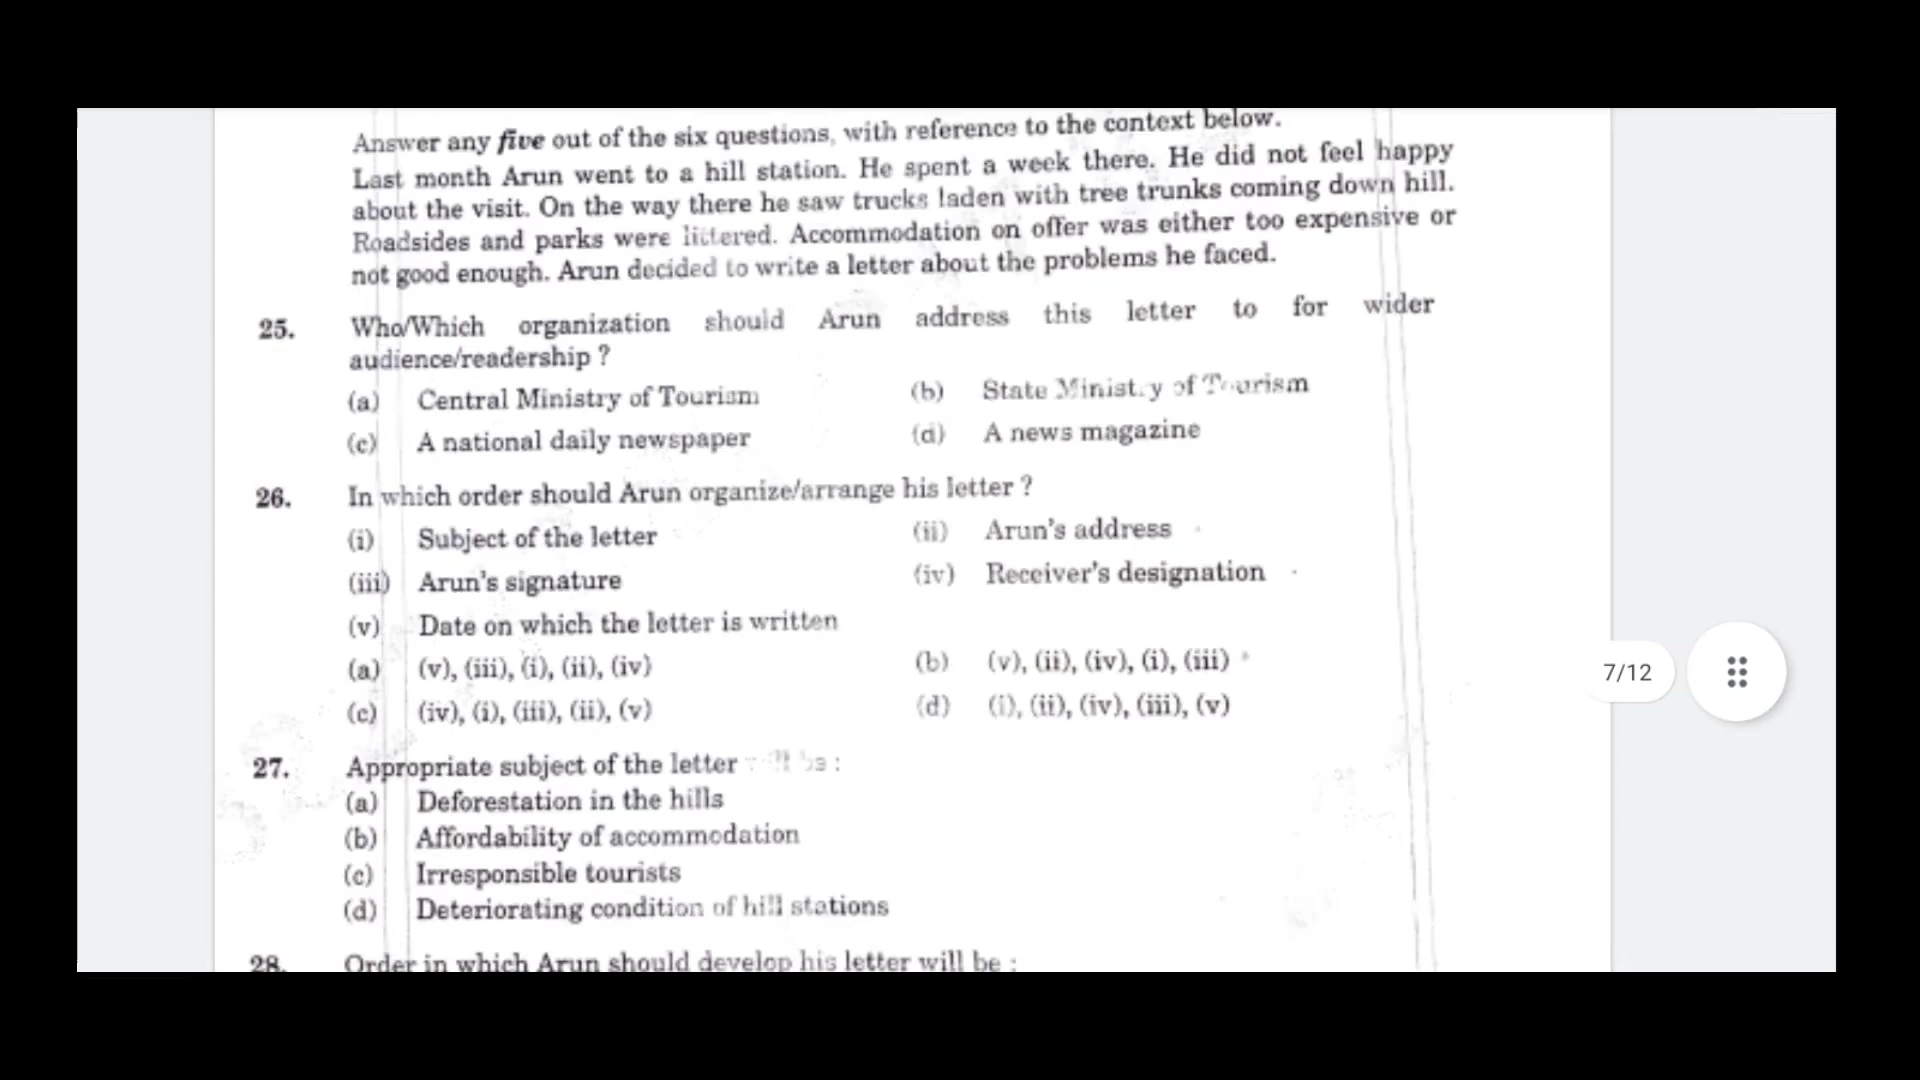 Answer any five out of the six questions, with reference to the context below.
Last month Arun went to a hill station. He spent a week there. He did not feel happy
about the visit. On the way there he saw trucks laden with tree trunks coming down hill.
Roadsides and parks were littered. Accommodation on offer was either too expensive or
not good enough. Arun decided to write a letter about the problems he faced.
25. Who/Which organization should Arun address this letter to for wider
audience/readership ?
(a) Central Ministry of Tourism (b) State Ministry of Tourism
(c) A national daily newspaper (d) A news magazine
26. In which order should Arun organize/arrange his letter ?
(i) Subject of the letter (ii) Arun's address
(iii) Arun's signature (iv) Receiver's designation
(v) Date on which the letter is written
(a) (v), (iii), (i), (ii), (iv) (b) (v), (ii), (iv), (i), (iii)
(c) (iv), (i), (iii), (ii), (v) (d) (i), (ii), (iv), (iii), (v)
7/12
27. Appropriate subject of the letter will be :
(a) Deforestation in the hills
(b) Affordability of accommodation
(c) Irresponsible tourists
(d) Deteriorating condition of hill stations
28. Order in which Arun should develop his letter will be :